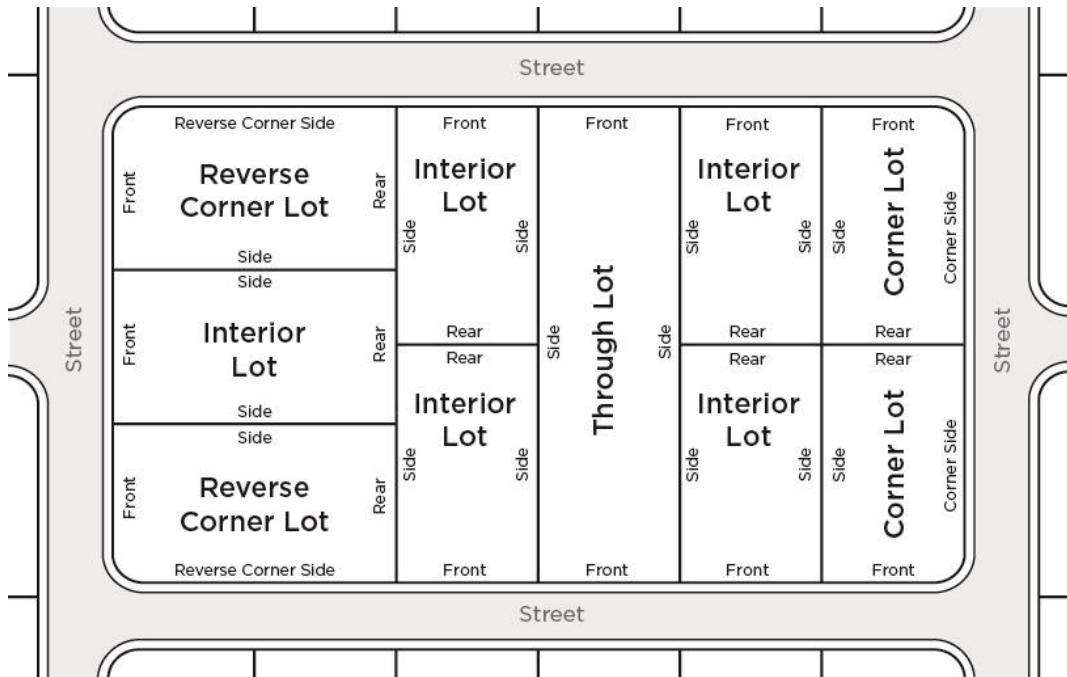 Street
Reverse Corner Side
Front
Front
Front
Front
Reverse
Corner Lot
Front
Rear
Side
Interior
Lot
Side
Side
Through Lot
Side
Side
Interior
Lot
Side
Side
Corner Lot
Side
Corner Side
Side
Interior
Lot
Front
Rear
Side
Rear
Rear
Rear
Street
Street
Side
Reverse
Corner Lot
Front
Rear
Reverse Corner Side
Rear
Interior
Lot
Side
Side
Front
Front
Rear
Interior
Lot
Side
Side
Front
Rear
Corner Lot
Side
Corner Side
Front
Street